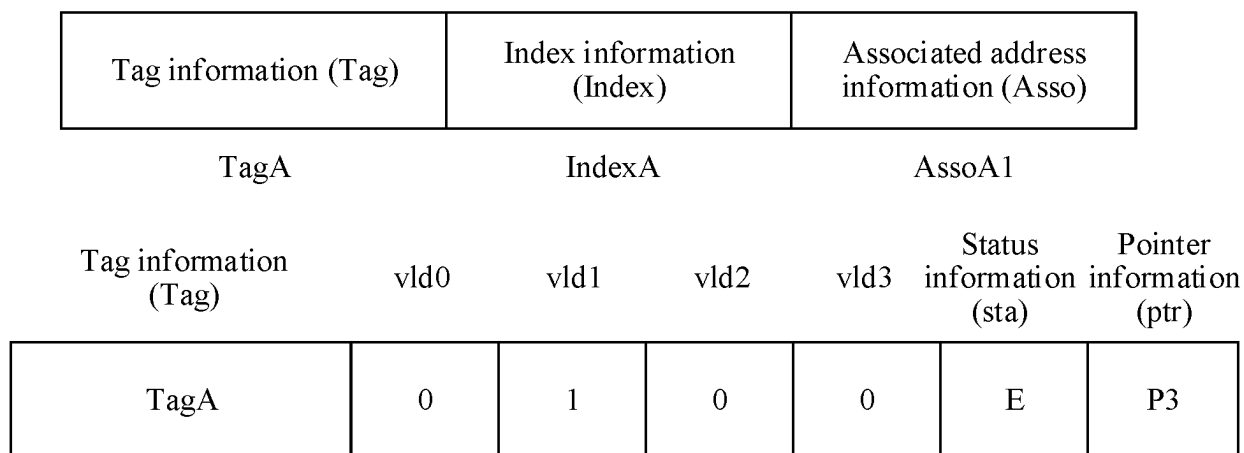 Tag information (Tag)
Index information
(Index)
Associated address
information (Asso)
TagA
IndexA
AssoA1
Tag information
(Tag)
vld0
vld1
vld2
vld3
Status
information
(sta)
Pointer
information
(ptr)
TagA
0
1
0
0
E
P3